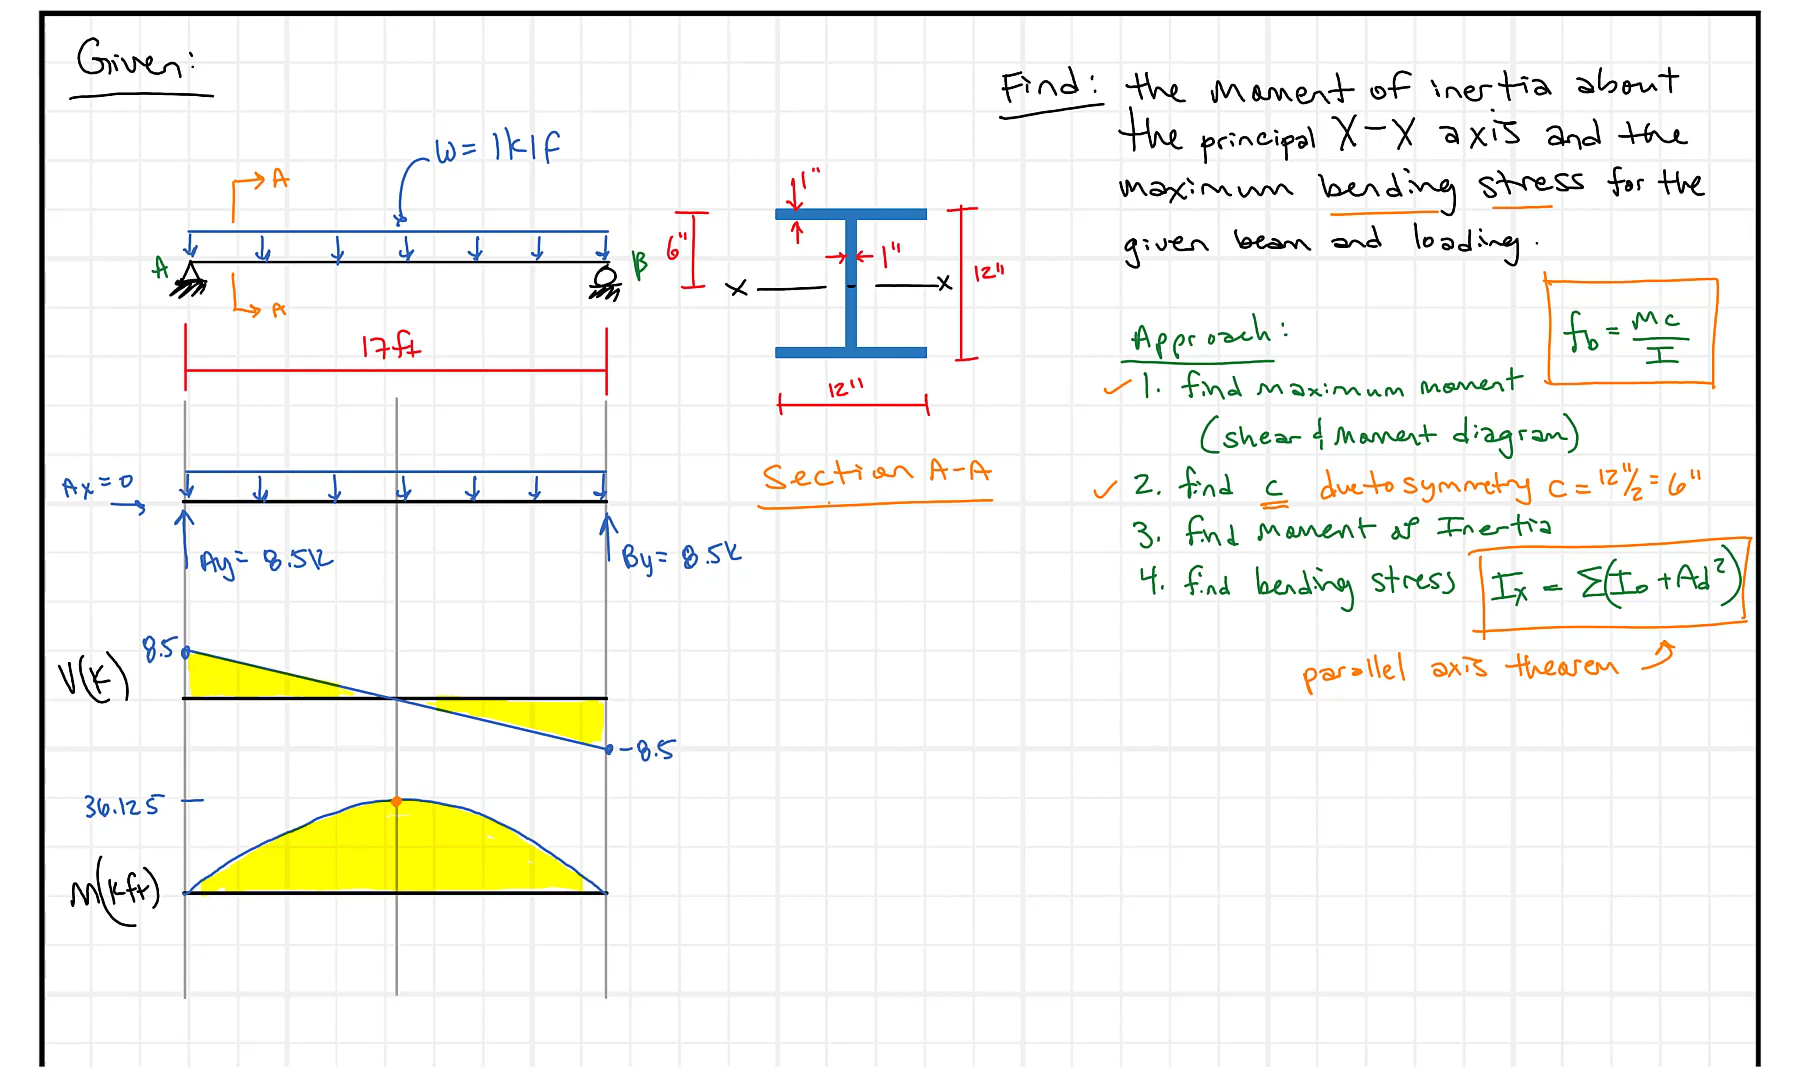 Given:
W = 1klf
A
A
A
B
17ft
Ax = 0
Ay = 8.5k
By = 8.5k
V(k)
8.5
-8.5
36.125
M(kft)
1"
6"
1"
12"
X
X
12"
Section A-A
Find: the moment of inertia about
the principal X-X axis and the
maximum bending stress for the
given beam and loading.
fb = Mc/I
Approach:
✓ 1. find maximum moment
(shear & moment diagram)
✓ 2. find c due to symmetry c = 12"/2 = 6"
3. find moment of Inertia
4. find bending stress
Ix = Σ(Io + Ad²)
parallel axis theorem